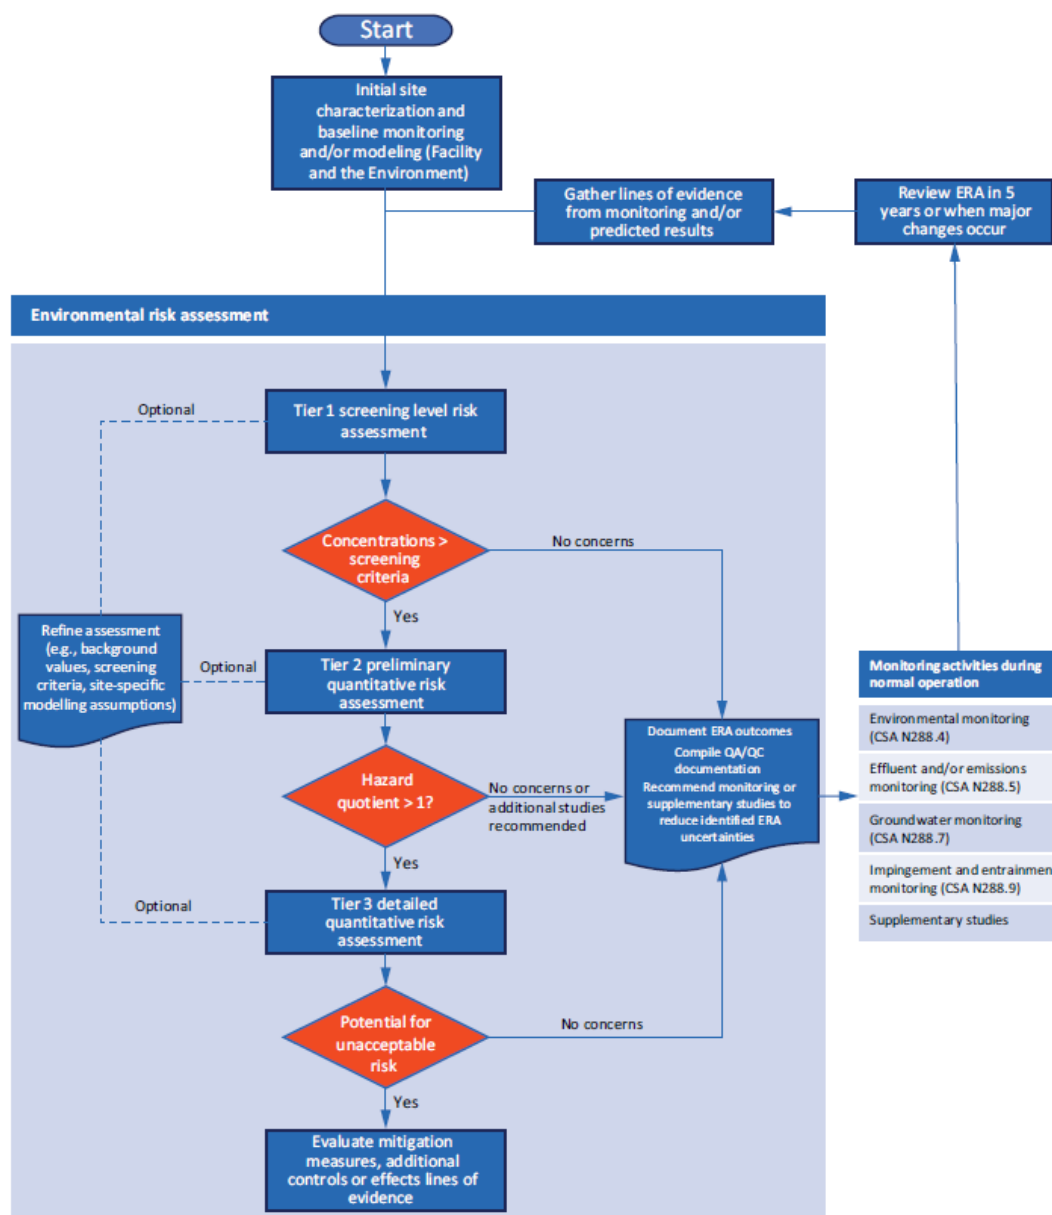 Start
Initial site
characterization and
baseline monitoring
and/or modeling (Facility
and the Environment)
Gather lines of evidence
from monitoring and/or
predicted results
Review ERA in 5
years or when major
changes occur
Environmental risk assessment
Optional
Tier 1 screening level risk
assessment
Concentrations >
screening
criteria
No concerns
Yes
Refine assessment
(e.g., background
values, screening
criteria, site-specific
modelling assumptions)
Optional
Tier 2 preliminary
quantitative risk
assessment
Hazard
quotient > 1?
No concerns or
additional studies
recommended
Yes
Document ERA outcomes
Compile QA/QC
documentation
Recommend monitoring or
supplementary studies to
reduce identified ERA
uncertainties
Monitoring activities during
normal operation
Environmental monitoring
(CSA N288.4)
Effluent and/or emissions
monitoring (CSA N288.5)
Groundwater monitoring
(CSA N288.7)
Impingement and entrainmen
monitoring (CSA N288.9)
Supplementary studies
Optional
Tier 3 detailed
quantitative risk
assessment
Potential for
unacceptable
risk
No concerns
Yes
Evaluate mitigation
measures, additional
controls or effects lines of
evidence